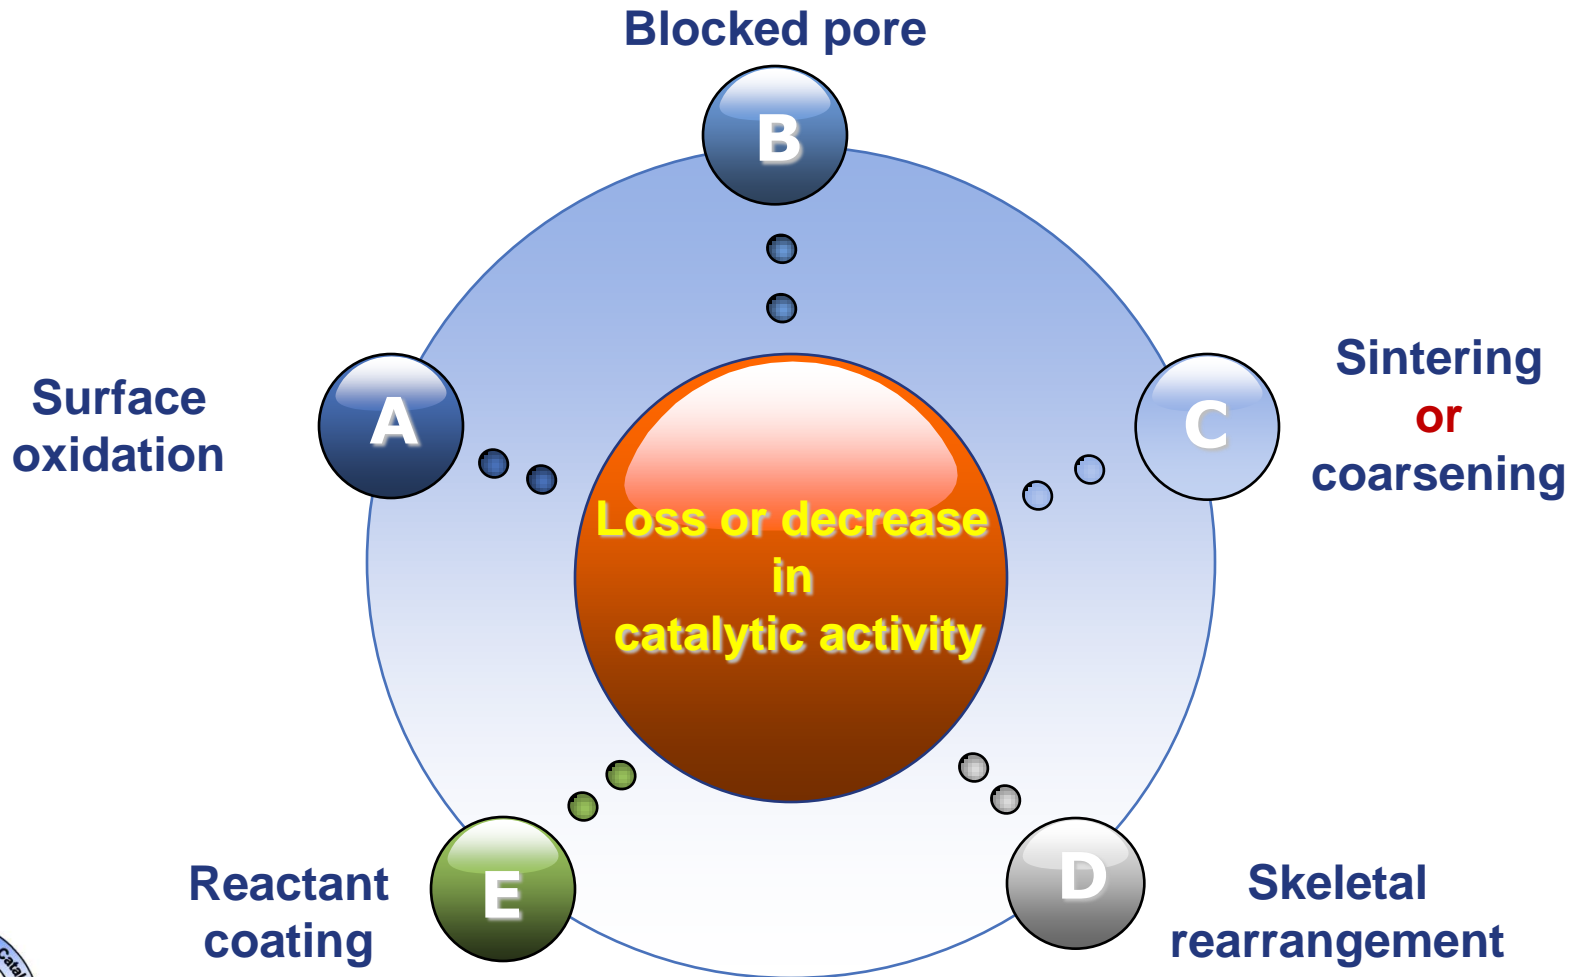 Blocked pore
B
Surface
oxidation
A
C
Sintering
or
coarsening
Loss or decrease
in
catalytic activity
Reactant
coating
E
D
Skeletal
rearrangement